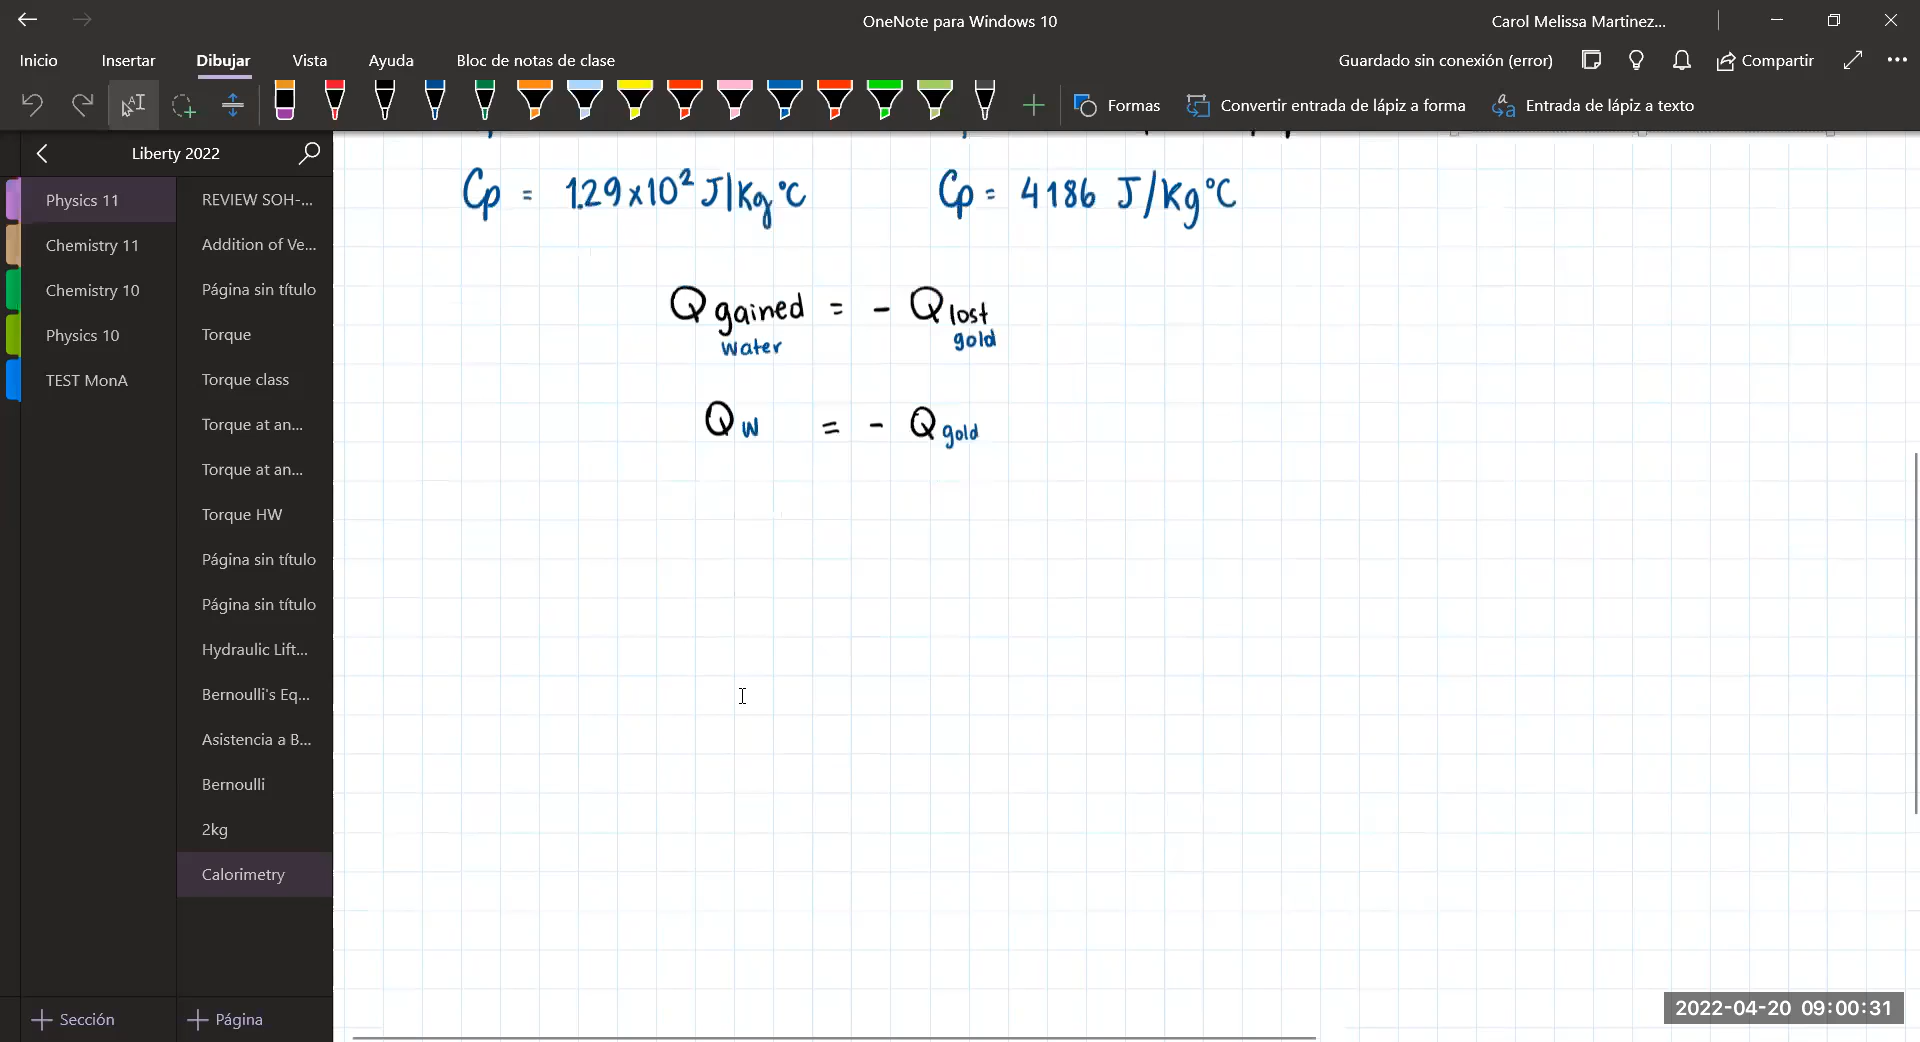 OneNote para Windows 10
Carol Melissa Martinez...
Inicio
Insertar
Dibujar
Vista
Ayuda
Bloc de notas de clase
Guardado sin conexión (error)
Compartir
Formas
Convertir entrada de lápiz a forma
Entrada de lápiz a texto
Liberty 2022
Physics 11
Chemistry 11
Chemistry 10
Physics 10
TEST MonA
REVIEW SOH-...
Addition of Ve...
Página sin título
Torque
Torque class
Torque at an...
Torque at an...
Torque HW
Página sin título
Página sin título
Hydraulic Lift...
Bernoulli's Eq...
Asistencia a B...
Bernoulli
2kg
Calorimetry
Sección
Página
Cp = 1.29x10² J/Kg°C
Cp = 4186 J/Kg°C
Q gained = - Q lost
water gold
Q w = - Q gold
2022-04-20 09:00:31